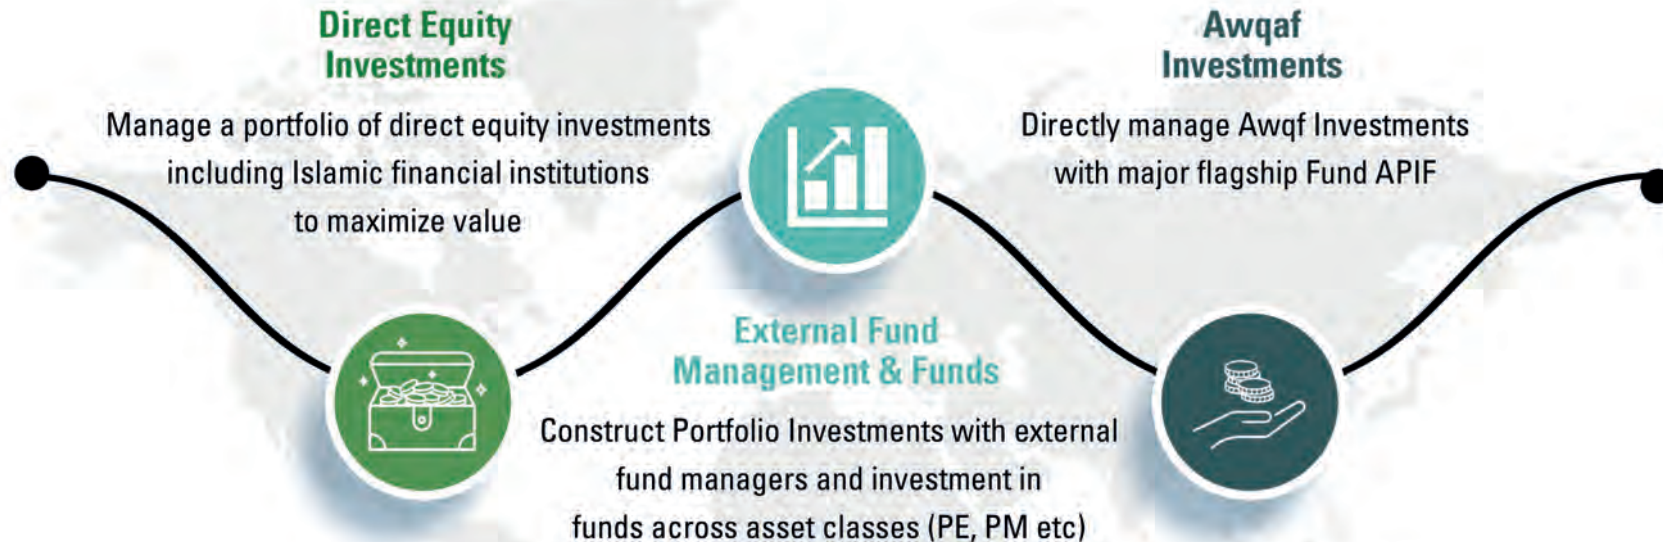 Direct Equity
Investments
Manage a portfolio of direct equity investments
including Islamic financial institutions
to maximize value
External Fund
Management & Funds
Construct Portfolio Investments with external
fund managers and investment in
funds across asset classes (PE, PM etc)
Awqaf
Investments
Directly manage Awqf Investments
with major flagship Fund APIF